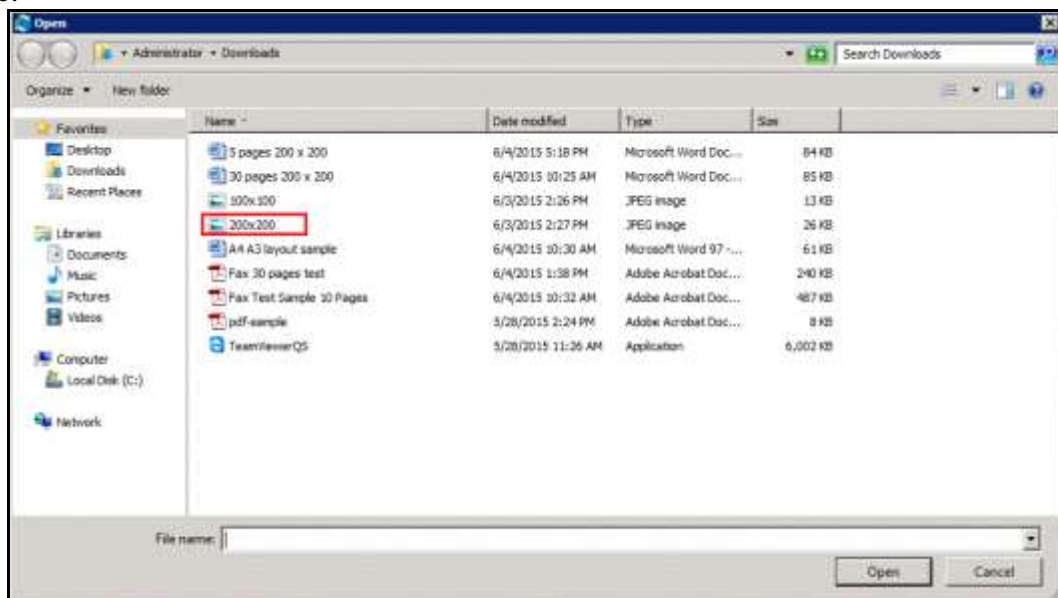 Open
Administrator
Downloads
Search Downloads
Organize
New folder
Favorites
Desktop
Downloads
Recent Places
Libraries
Documents
Music
Pictures
Videos
Computer
Local Disk (C:)
Network
Name Date modified Type Size
5 pages 200 x 200 6/4/2015 5:18 PM Microsoft Word Doc... 84 KB
30 pages 200 x 200 6/4/2015 10:25 AM Microsoft Word Doc... 85 KB
100x100 6/3/2015 2:26 PM JPEG image 13 KB
200x200 6/3/2015 2:27 PM JPEG image 26 KB
A4 A3 layout sample 6/4/2015 10:30 AM Microsoft Word 97 -... 61 KB
Fax 30 pages test 6/4/2015 1:38 PM Adobe Acrobat Doc... 240 KB
Fax Test Sample 10 Pages 6/4/2015 10:32 AM Adobe Acrobat Doc... 487 KB
pdf-sample 5/28/2015 2:24 PM Adobe Acrobat Doc... 8 KB
TeamViewerQS 5/28/2015 11:26 AM Application 6,002 KB
File name:
Open
Cancel